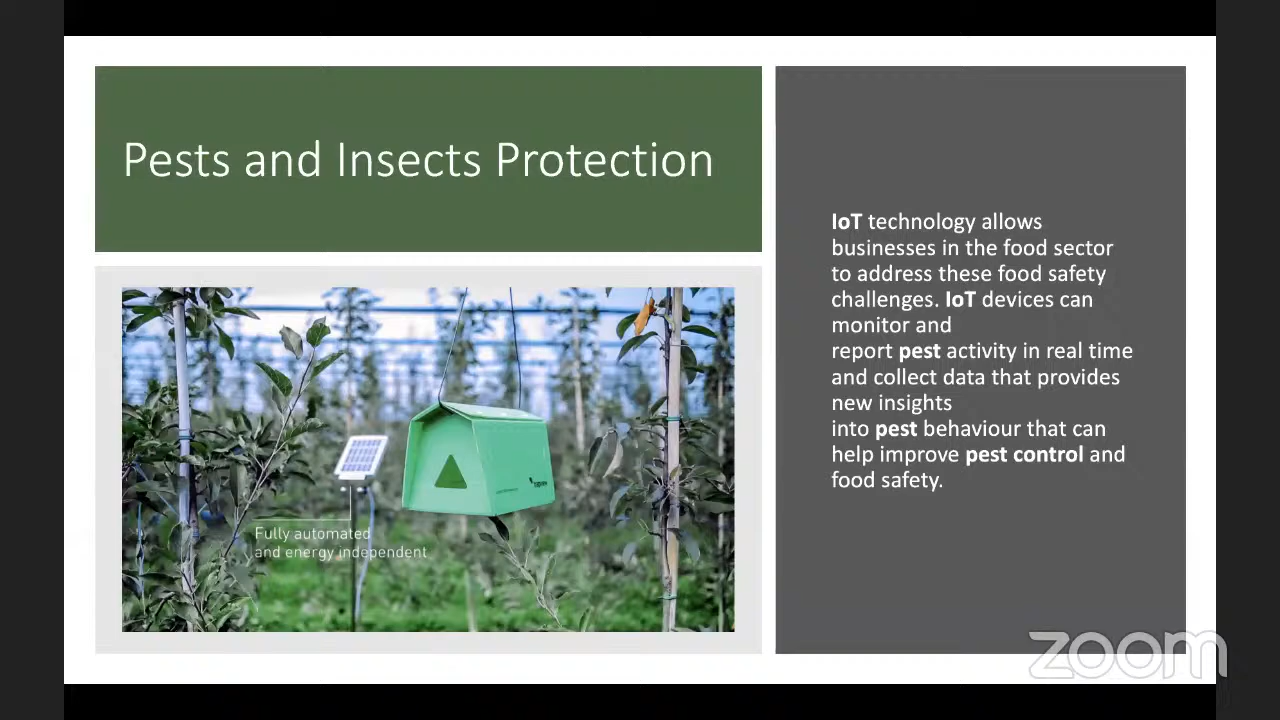 Pests and Insects Protection
Fully automated
and energy independent
IoT technology allows
businesses in the food sector
to address these food safety
challenges. IoT devices can
monitor and
report pest activity in real time
and collect data that provides
new insights
into pest behaviour that can
help improve pest control and
food safety.
zoom